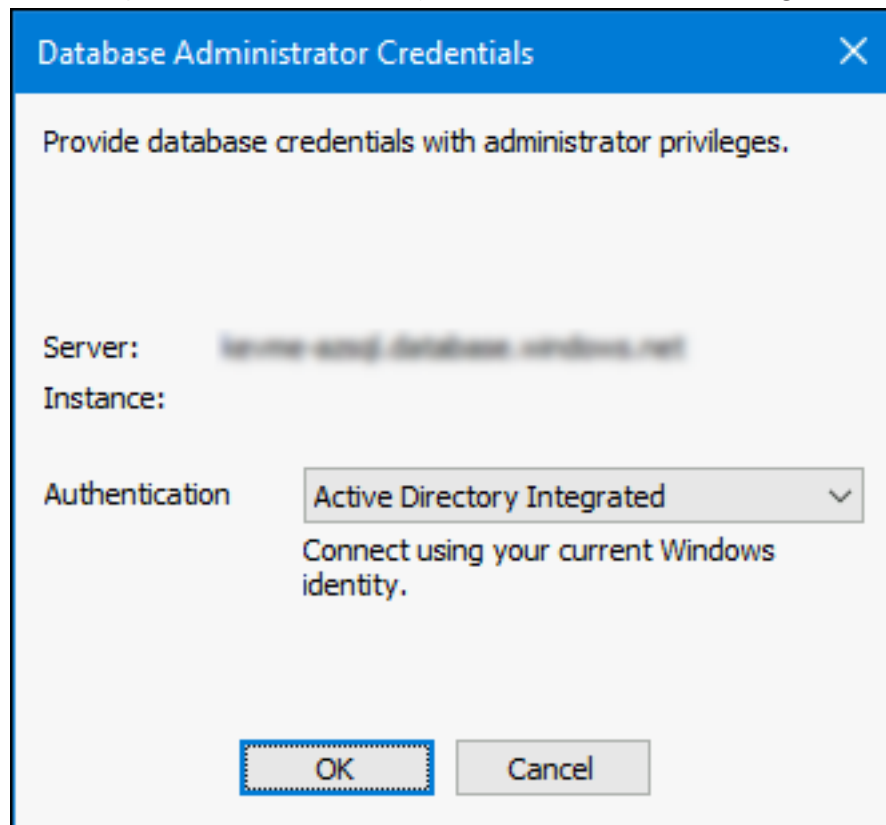 Database Administrator Credentials
Provide database credentials with administrator privileges.
Server:
Instance:
Authentication Active Directory Integrated
Connect using your current Windows
identity.
OK Cancel